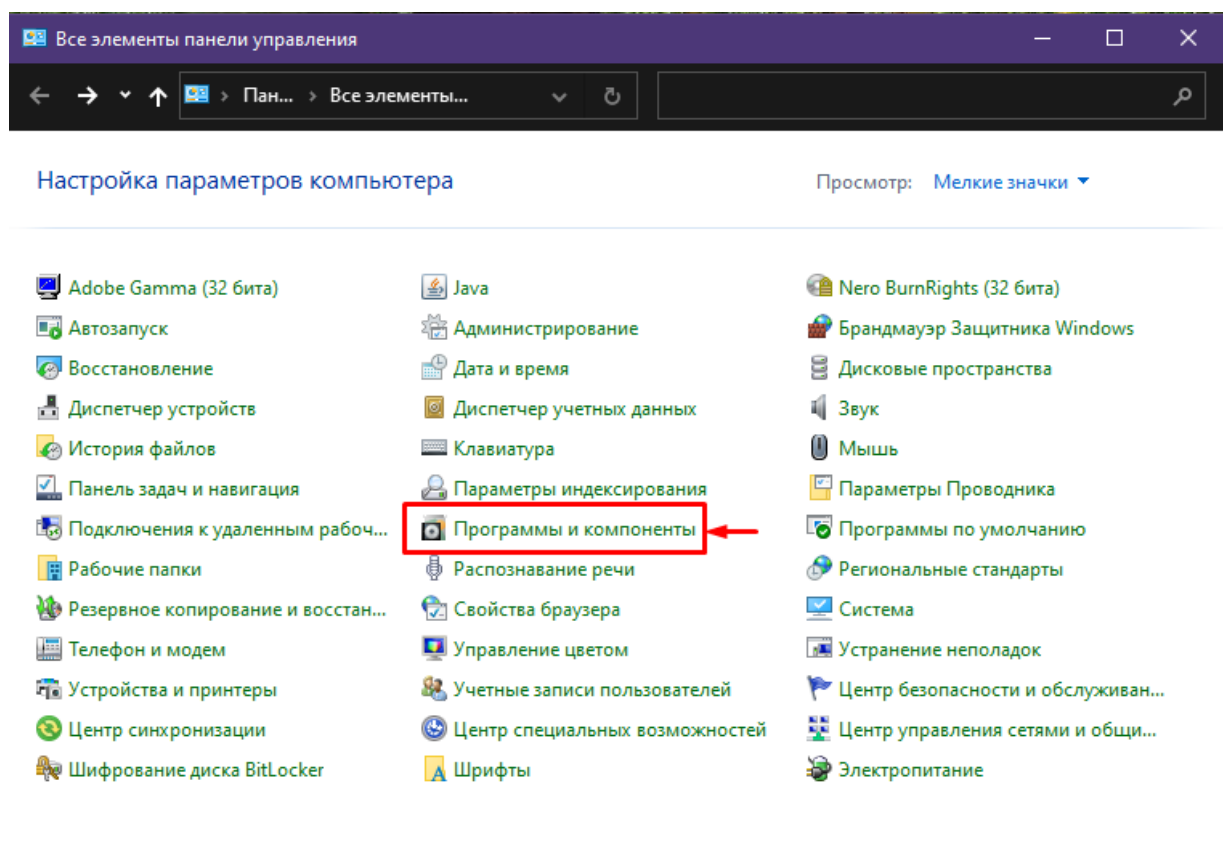 Все элементы панели управления
Пан... Все элементы...
Настройка параметров компьютера
Просмотр: Мелкие значки
Adobe Gamma (32 бита) Java Nero BurnRights (32 бита)
Автозапуск Администрирование Брандмауэр Защитника Windows
Восстановление Дата и время Дисковые пространства
Диспетчер устройств Диспетчер учетных данных Звук
История файлов Клавиатура Мышь
Панель задач и навигация Параметры индексирования Параметры Проводника
Подключения к удаленным рабоч... Программы и компоненты Программы по умолчанию
Рабочие папки Распознавание речи Региональные стандарты
Резервное копирование и восстан... Свойства браузера Система
Телефон и модем Управление цветом Устранение неполадок
Устройства и принтеры Учетные записи пользователей Центр безопасности и обслуживан...
Центр синхронизации Центр специальных возможностей Центр управления сетями и общи...
Шифрование диска BitLocker Шрифты Электропитание